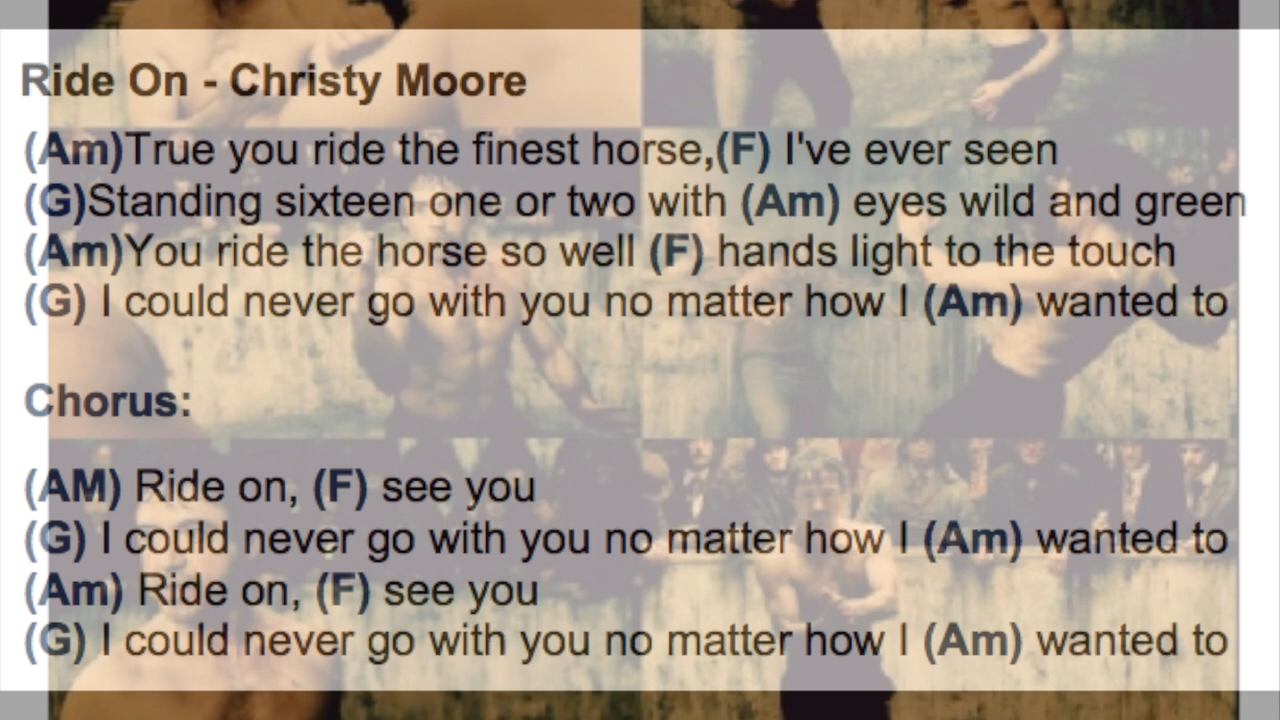 Ride On - Christy Moore
(Am)True you ride the finest horse,(F) I've ever seen
(G)Standing sixteen one or two with (Am) eyes wild and green
(Am)You ride the horse so well (F) hands light to the touch
(G) I could never go with you no matter how I (Am) wanted to
Chorus:
(AM) Ride on, (F) see you
(G) I could never go with you no matter how I (Am) wanted to
(Am) Ride on, (F) see you
(G) I could never go with you no matter how I (Am) wanted to